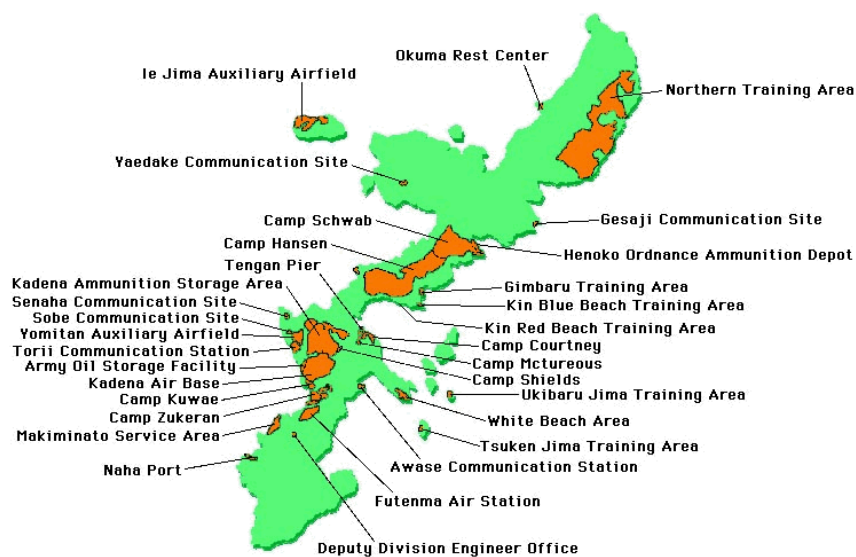 Okuma Rest Center
Ie Jima Auxiliary Airfield
Northern Training Area
Yaedake Communication Site
Camp Schwab
Gesaji Communication Site
Camp Hansen
Henoko Ordnance Ammunition Depot
Tengan Pier
Kadena Ammunition Storage Area
Gimbaru Training Area
Senaha Communication Site
Kin Blue Beach Training Area
Sobe Communication Site
Kin Red Beach Training Area
Yomitan Auxiliary Airfield
Camp Courtney
Torii Communication Station
Camp Mctureous
Army Oil Storage Facility
Camp Shields
Kadena Air Base
Ukibaru Jima Training Area
Camp Kuwae
Camp Zukeran
White Beach Area
Makiminato Service Area
Tsuken Jima Training Area
Naha Port
Awase Communication Station
Futenma Air Station
Deputy Division Engineer Office